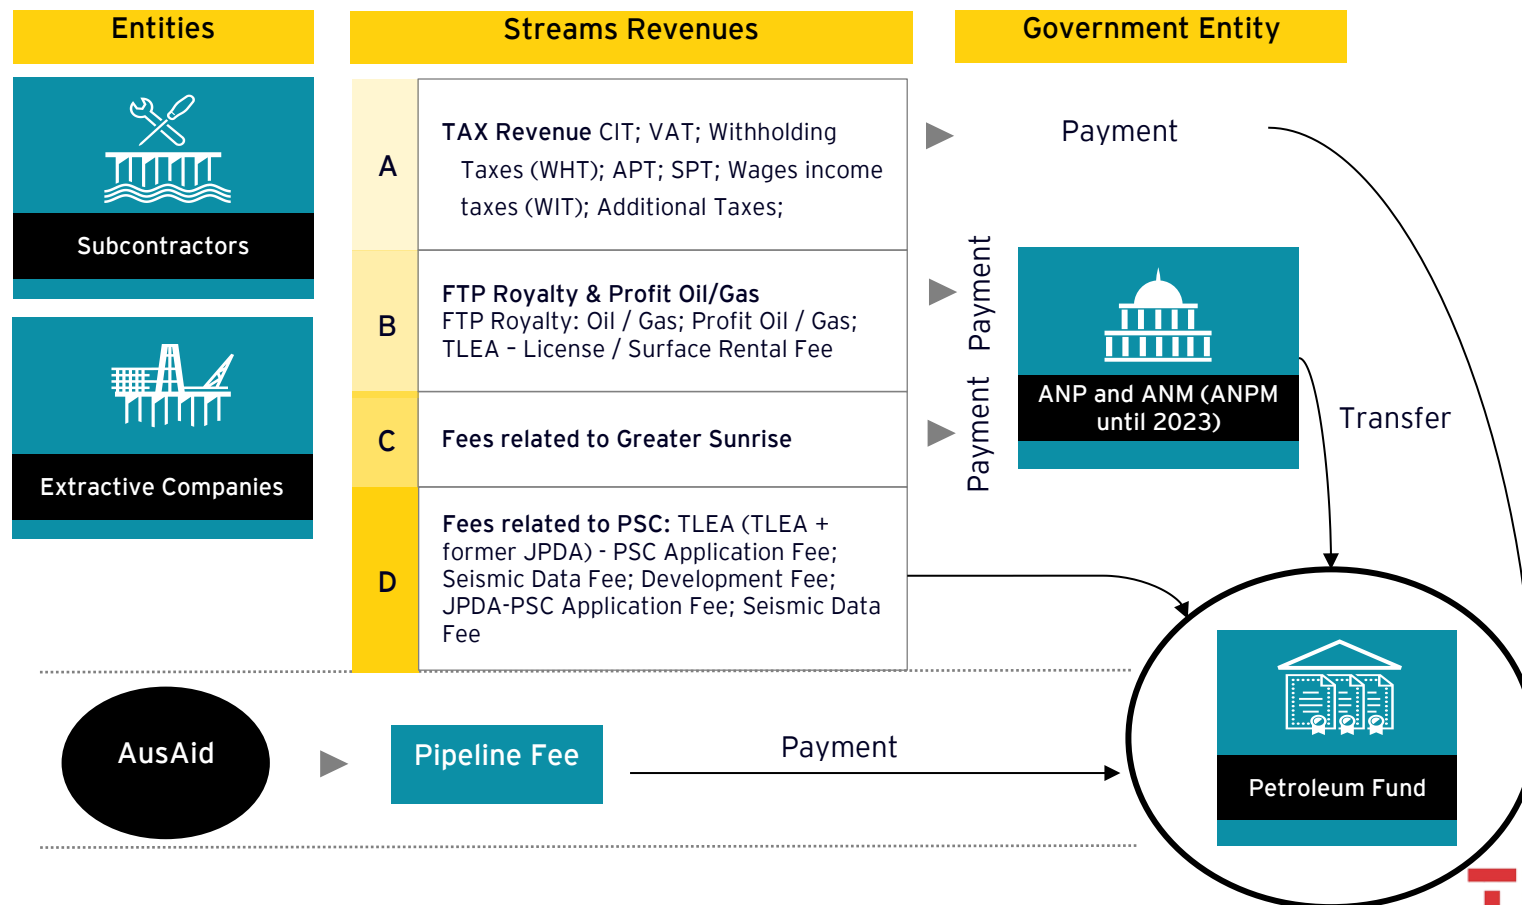 Entities
Streams Revenues
Government Entity
Subcontractors
Extractive Companies
A
TAX Revenue CIT; VAT; Withholding
Taxes (WHT); APT; SPT; Wages income
taxes (WIT); Additional Taxes;
Payment
B
FTP Royalty & Profit Oil/Gas
FTP Royalty: Oil / Gas; Profit Oil / Gas;
TLEA – License / Surface Rental Fee
Payment
C
Fees related to Greater Sunrise
Payment
ANP and ANM (ANPM
until 2023)
Transfer
D
Fees related to PSC: TLEA (TLEA +
former JPDA) - PSC Application Fee;
Seismic Data Fee; Development Fee;
JPDA-PSC Application Fee; Seismic Data
Fee
AusAid
Pipeline Fee
Payment
Petroleum Fund